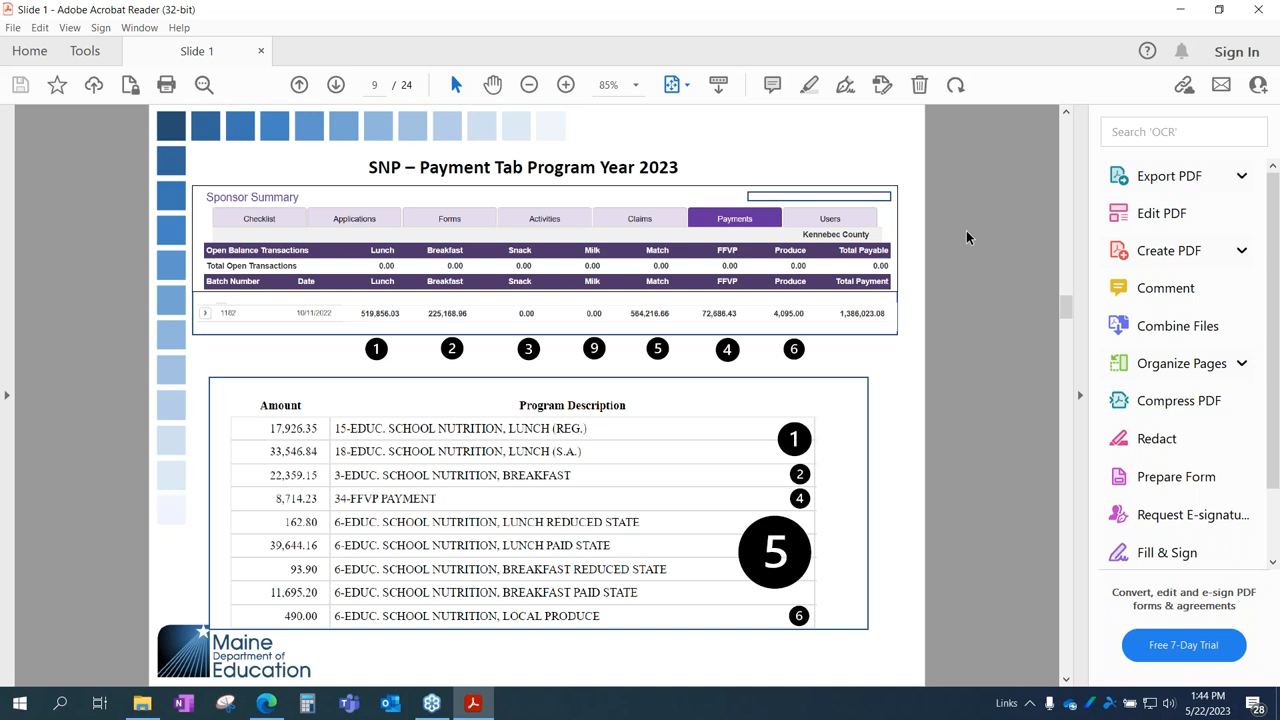 Slide 1 - Adobe Acrobat Reader (32-bit)
File Edit View Sign Window Help
Home Tools Slide 1 × Sign In
9 / 24 85%
SNP – Payment Tab Program Year 2023
Sponsor Summary
Checklist Applications Forms Activities Claims Payments Users
Kennebec County
Open Balance Transactions Lunch Breakfast Snack Milk Match FFVP Produce Total Payable
Total Open Transactions 0.00 0.00 0.00 0.00 0.00 0.00 0.00 0.00
Batch Number Date Lunch Breakfast Snack Milk Match FFVP Produce Total Payment
1182 10/11/2022 519,856.03 225,168.96 0.00 0.00 564,216.66 72,686.43 4,095.00 1,386,023.08
1 2 3 9 5 4 6
Amount Program Description
17,926.35 15-EDUC. SCHOOL NUTRITION, LUNCH (REG.)
1
33,546.84 18-EDUC. SCHOOL NUTRITION, LUNCH (S.A.)
22,359.15 3-EDUC. SCHOOL NUTRITION, BREAKFAST 2
8,714.23 34-FFVP PAYMENT 4
162.80 6-EDUC. SCHOOL NUTRITION, LUNCH REDUCED STATE
39,644.16 6-EDUC. SCHOOL NUTRITION, LUNCH PAID STATE
5
93.90 6-EDUC. SCHOOL NUTRITION, BREAKFAST REDUCED STATE
11,695.20 6-EDUC. SCHOOL NUTRITION, BREAKFAST PAID STATE
490.00 6-EDUC. SCHOOL NUTRITION, LOCAL PRODUCE 6
Maine
Department of
Education
Search 'OCR'
Export PDF
Edit PDF
Create PDF
Comment
Combine Files
Organize Pages
Compress PDF
Redact
Prepare Form
Request E-signatu...
Fill & Sign
Convert, edit and e-sign PDF
forms & agreements
Free 7-Day Trial
Links 1:44 PM
5/22/2023 28